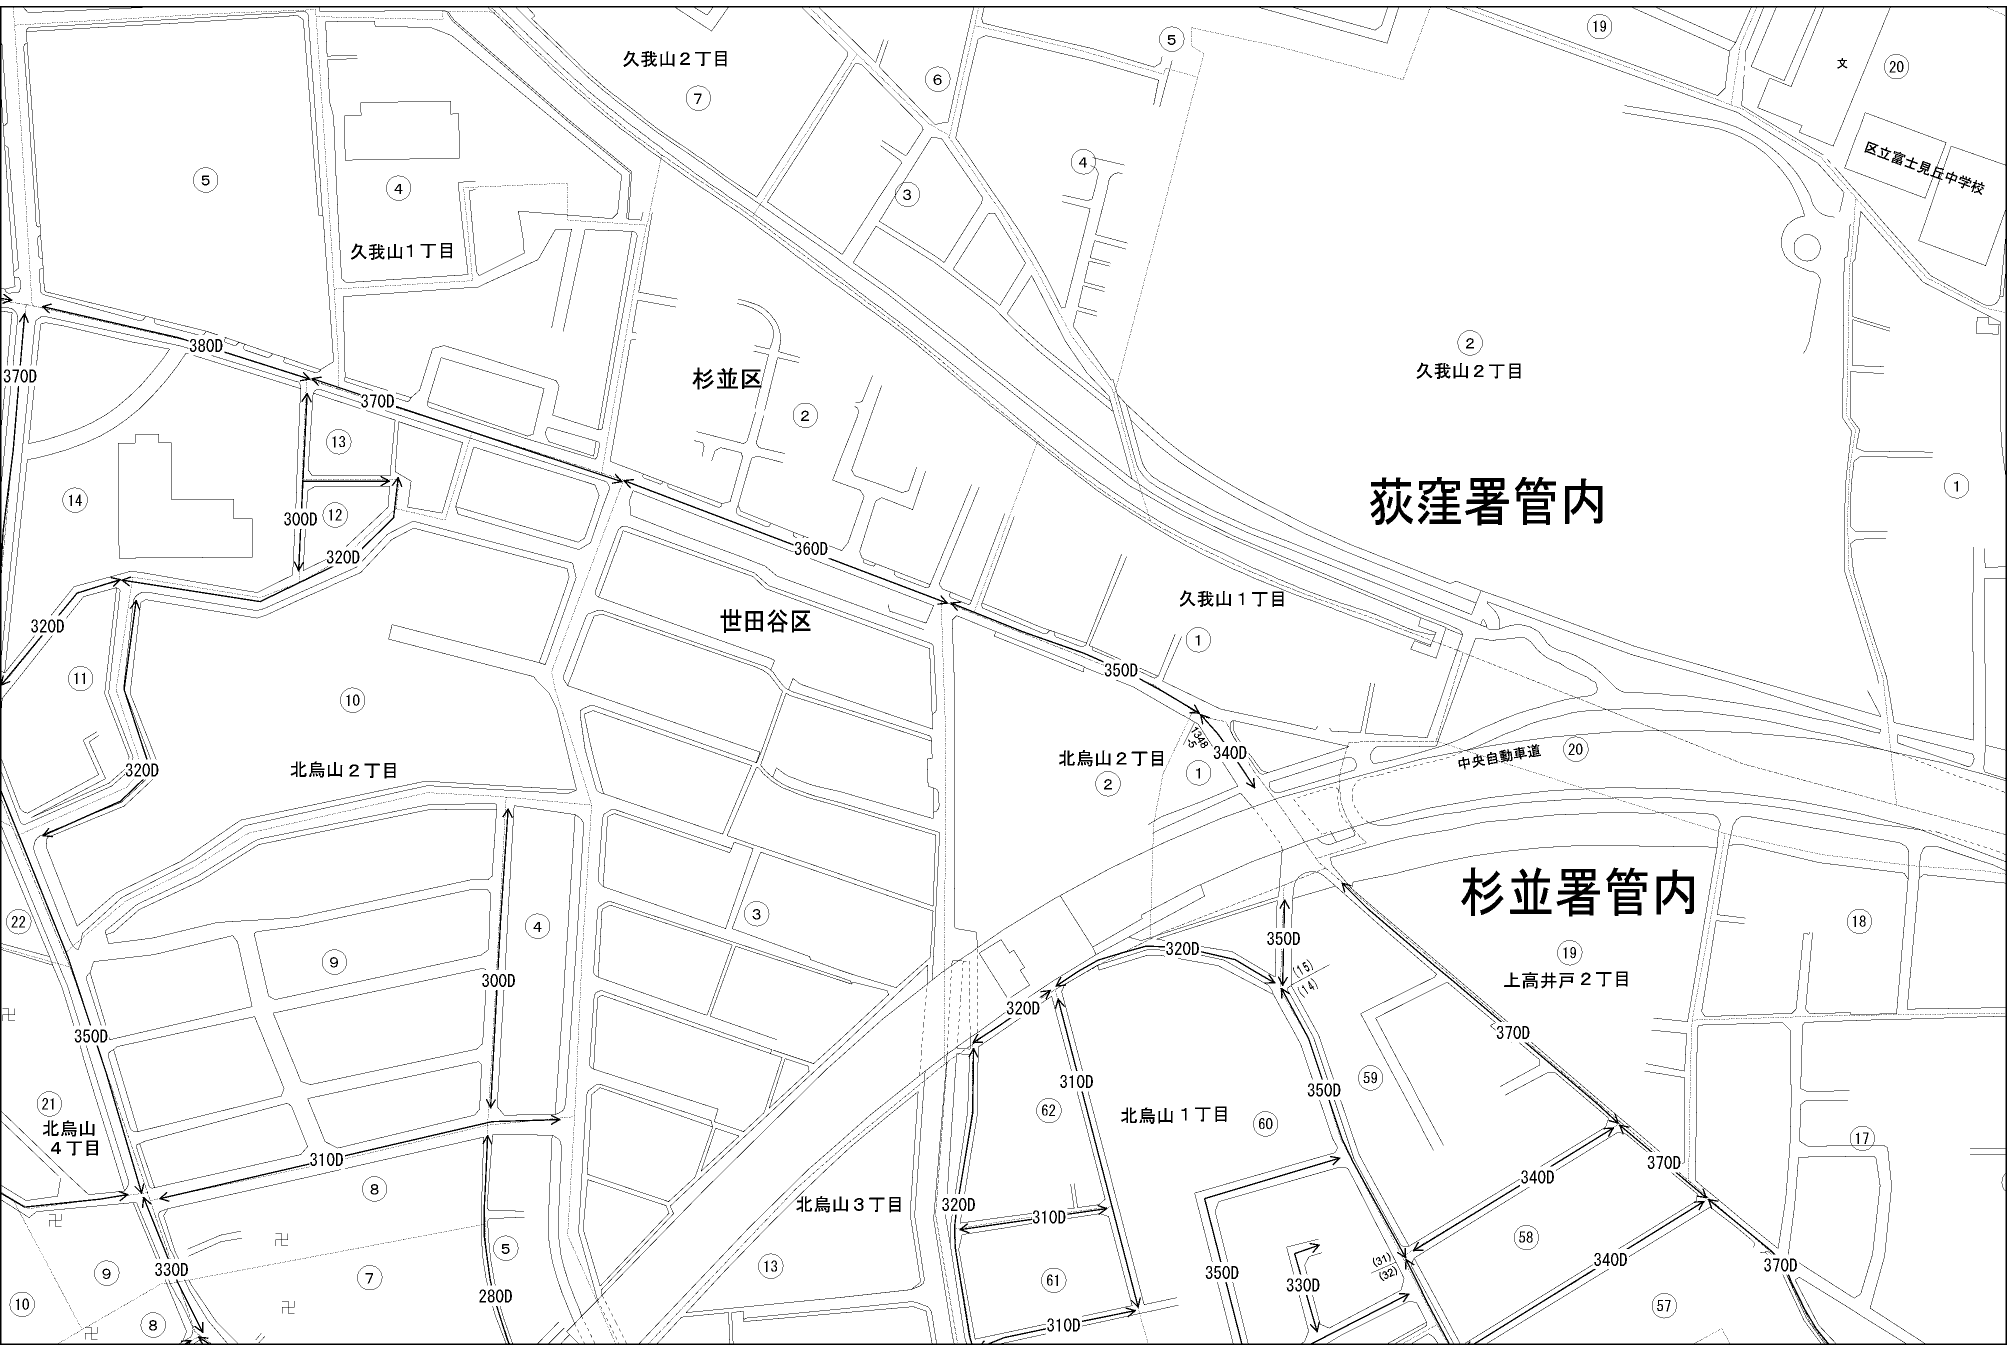 久我山２丁目
⑦
⑥
⑤
⑲
⑳
文
区立富士見丘中学校
⑤
④
久我山１丁目
④
③
②
久我山２丁目
380D
370D
370D
杉並区
②
⑬
⑭
300D
⑫
320D
荻窪署管内
①
360D
320D
世田谷区
久我山１丁目
①
⑪
⑩
350D
1348
-5
340D
320D
北烏山２丁目
北烏山２丁目
②
①
中央自動車道
⑳
杉並署管内
㉒
④
③
⑱
⑨
350D
320D
(15)
(14)
⑲
上高井戸２丁目
300D
320D
350D
370D
㉑
北烏山
４丁目
310D
350D
59
62
北烏山１丁目
60
⑰
310D
370D
⑧
340D
北烏山３丁目
320D
310D
58
⑤
⑨
330D
⑦
⑬
61
350D
330D
(31)
(32)
340D
370D
280D
⑩
⑧
310D
57